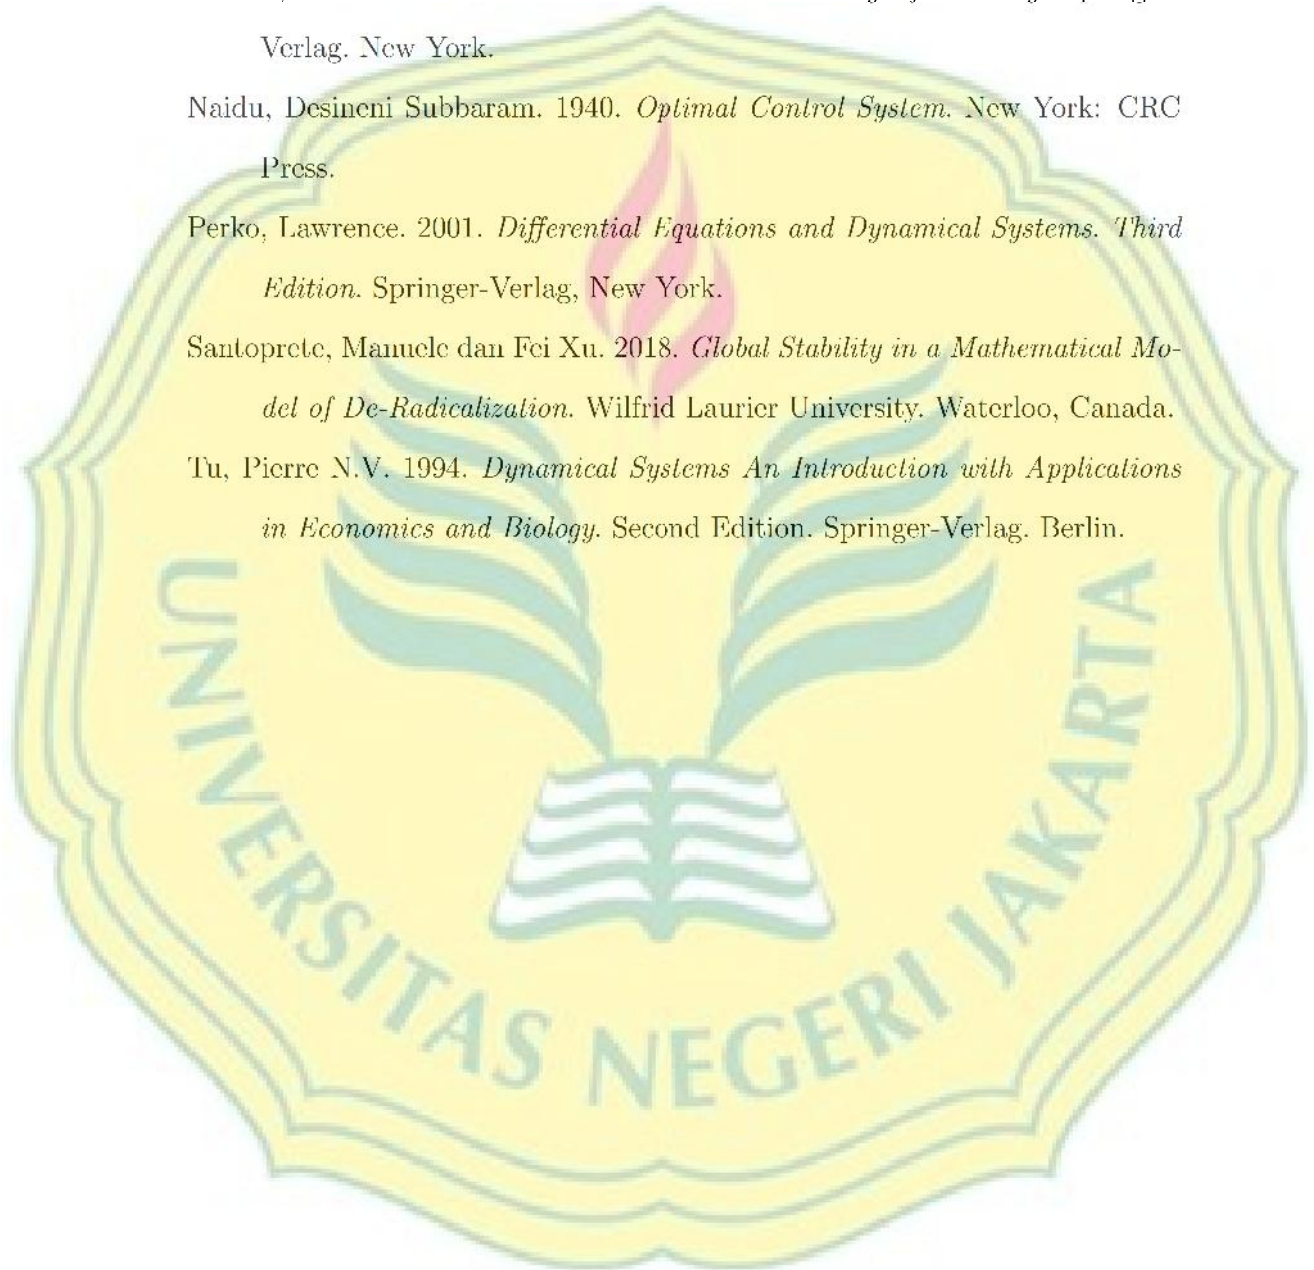 Verlag. New York.
Naidu, Desineni Subbaram. 1940. Optimal Control System. New York: CRC
Press.
Perko, Lawrence. 2001. Differential Equations and Dynamical Systems. Third
Edition. Springer-Verlag, New York.
Santoprete, Manuele dan Fei Xu. 2018. Global Stability in a Mathematical Mo-
del of De-Radicalization. Wilfrid Laurier University. Waterloo, Canada.
Tu, Pierre N.V. 1994. Dynamical Systems An Introduction with Applications
in Economics and Biology. Second Edition. Springer-Verlag. Berlin.
UNIVERSITAS NEGERI JAKARTA